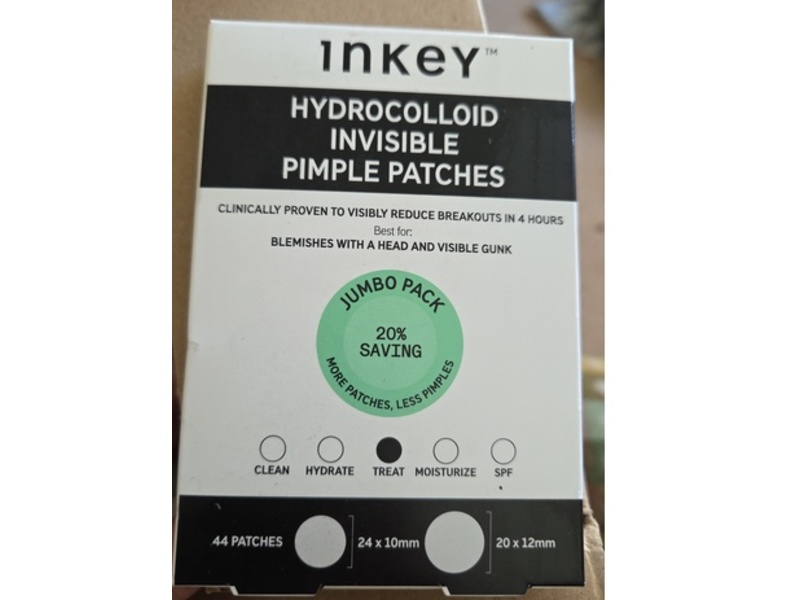 ınKeY™
HYDROCOLLOID
INVISIBLE
PIMPLE PATCHES
CLINICALLY PROVEN TO VISIBLY REDUCE BREAKOUTS IN 4 HOURS
Best for:
BLEMISHES WITH A HEAD AND VISIBLE GUNK
JUMBO PACK
20%
SAVING
MORE PATCHES, LESS PIMPLES
CLEAN HYDRATE TREAT MOISTURIZE SPF
44 PATCHES 24 x 10mm 20 x 12mm